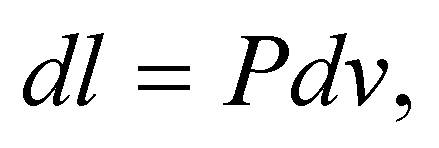 dl = Pdv,